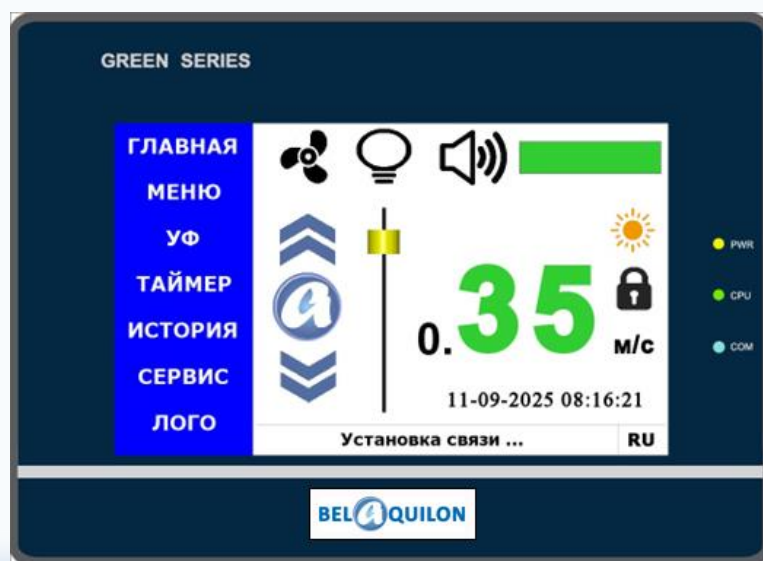 GREEN SERIES
ГЛАВНАЯ
МЕНЮ
УФ
ТАЙМЕР
ИСТОРИЯ
СЕРВИС
ЛОГО
0.35
м/с
11-09-2025 08:16:21
Установка связи ...
RU
PWR
CPU
COM
BELAQUILON